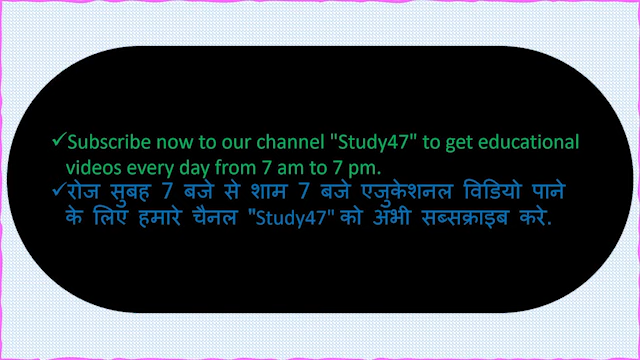 ✓Subscribe now to our channel "Study47" to get educational
videos every day from 7 am to 7 pm.
✓रोज सुबह 7 बजे से शाम 7 बजे एजुकेशनल विडियो पाने
के लिए हमारे चैनल "Study47" को अभी सब्सक्राइब करे.